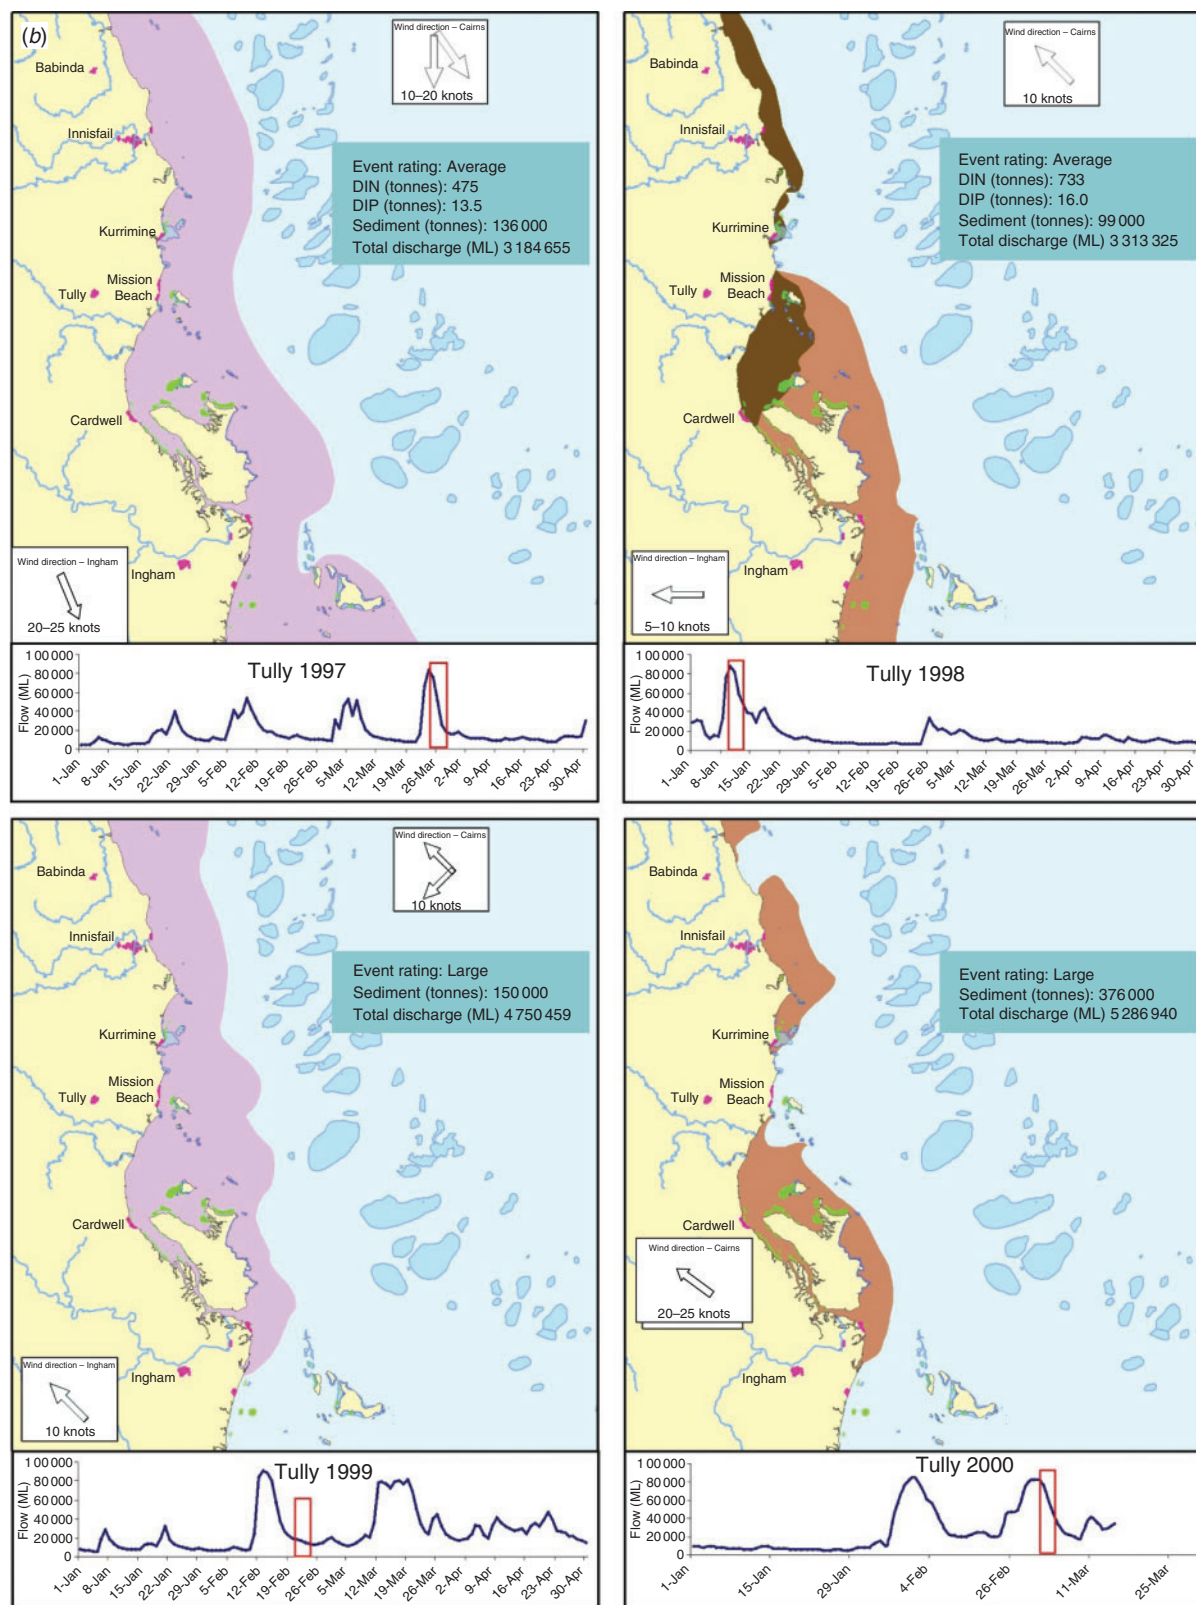 (b)
Wind direction – Cairns
10–20 knots
Babinda
Innisfail
Event rating: Average
DIN (tonnes): 475
DIP (tonnes): 13.5
Sediment (tonnes): 136 000
Total discharge (ML) 3 184 655
Kurrimine
Mission
Beach
Tully
Cardwell
Wind direction – Ingham
20–25 knots
Ingham
Tully 1997
Flow (ML)
1 00 000
80 000
60 000
40 000
20 000
0
1-Jan
8-Jan
15-Jan
22-Jan
29-Jan
5-Feb
12-Feb
19-Feb
26-Feb
5-Mar
12-Mar
19-Mar
26-Mar
2-Apr
9-Apr
16-Apr
23-Apr
30-Apr
Wind direction – Cairns
10 knots
Babinda
Innisfail
Event rating: Average
DIN (tonnes): 733
DIP (tonnes): 16.0
Sediment (tonnes): 99 000
Total discharge (ML) 3 313 325
Kurrimine
Mission
Beach
Tully
Cardwell
Wind direction – Ingham
5–10 knots
Ingham
Tully 1998
Flow (ML)
1 00 000
80 000
60 000
40 000
20 000
0
1-Jan
8-Jan
15-Jan
22-Jan
29-Jan
5-Feb
12-Feb
19-Feb
26-Feb
5-Mar
12-Mar
19-Mar
26-Mar
2-Apr
9-Apr
16-Apr
23-Apr
30-Apr
Wind direction – Cairns
10 knots
Babinda
Innisfail
Event rating: Large
Sediment (tonnes): 150 000
Total discharge (ML) 4 750 459
Kurrimine
Mission
Beach
Tully
Cardwell
Wind direction – Ingham
10 knots
Ingham
Tully 1999
Flow (ML)
1 00 000
80 000
60 000
40 000
20 000
0
1-Jan
8-Jan
15-Jan
22-Jan
29-Jan
5-Feb
12-Feb
19-Feb
26-Feb
5-Mar
12-Mar
19-Mar
26-Mar
2-Apr
9-Apr
16-Apr
23-Apr
30-Apr
Babinda
Innisfail
Event rating: Large
Sediment (tonnes): 376 000
Total discharge (ML) 5 286 940
Kurrimine
Mission
Beach
Tully
Cardwell
Wind direction – Cairns
20–25 knots
Ingham
Tully 2000
Flow (ML)
1 00 000
80 000
60 000
40 000
20 000
0
1-Jan
15-Jan
29-Jan
4-Feb
26-Feb
11-Mar
25-Mar